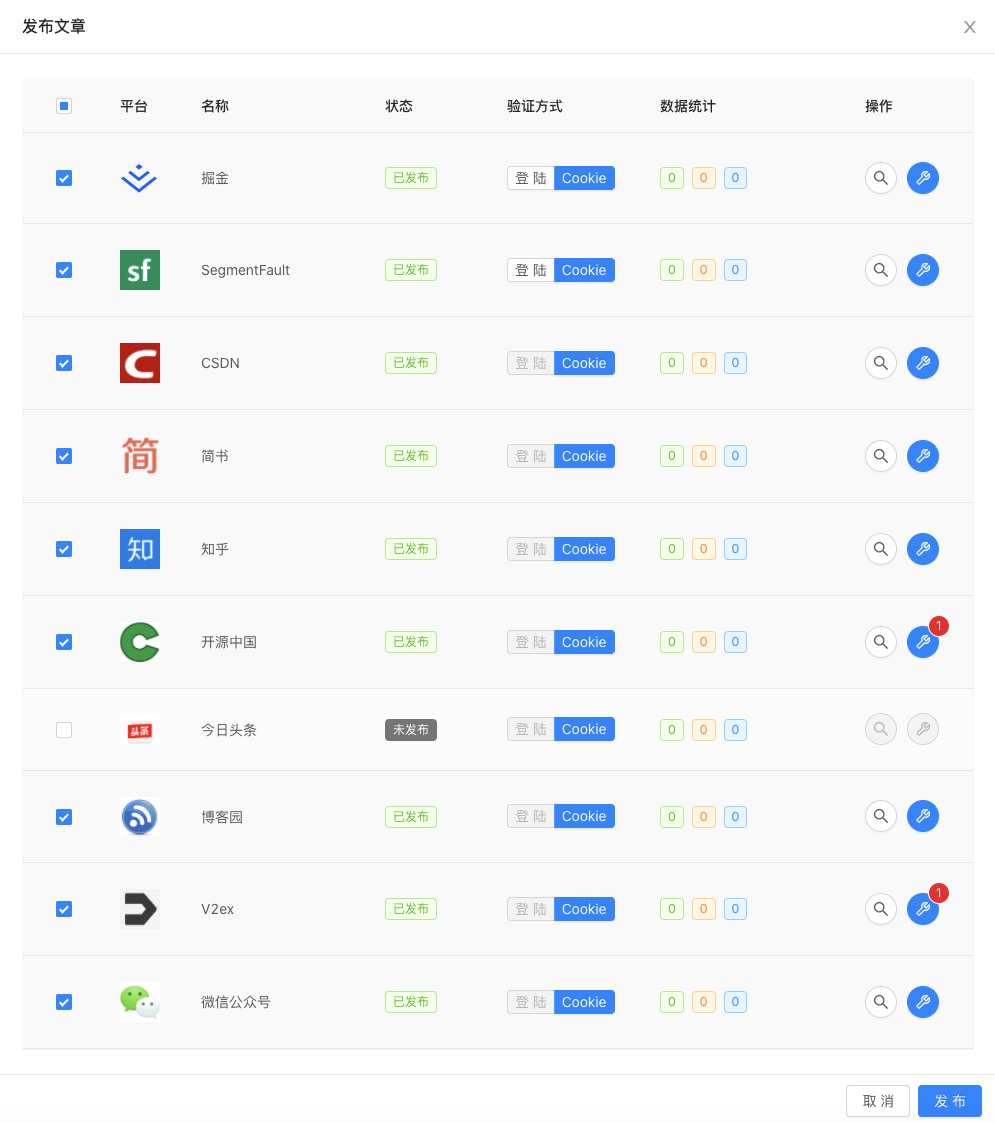 发布文章
平台 名称 状态 验证方式 数据统计 操作
掘金 已发布 登 陆 Cookie 0 0 0
sf SegmentFault 已发布 登 陆 Cookie 0 0 0
CSDN 已发布 登 陆 Cookie 0 0 0
简 简书 已发布 登 陆 Cookie 0 0 0
知 知乎 已发布 登 陆 Cookie 0 0 0
开源中国 已发布 登 陆 Cookie 0 0 0 1
头条 今日头条 未发布 登 陆 Cookie 0 0 0
博客园 已发布 登 陆 Cookie 0 0 0
V2ex 已发布 登 陆 Cookie 0 0 0 1
微信公众号 已发布 登 陆 Cookie 0 0 0
取 消 发 布